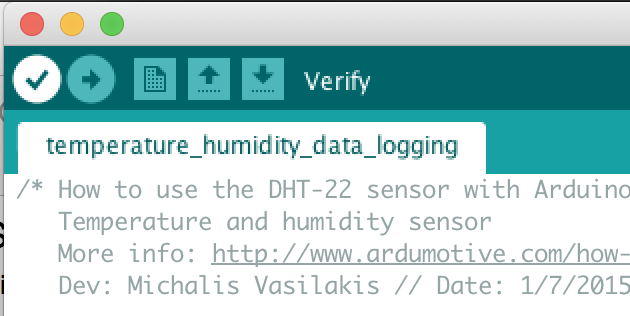 Verify
temperature_humidity_data_logging
/* How to use the DHT-22 sensor with Arduino
Temperature and humidity sensor
More info: http://www.ardumotive.com/how-
Dev: Michalis Vasilakis // Date: 1/7/2015